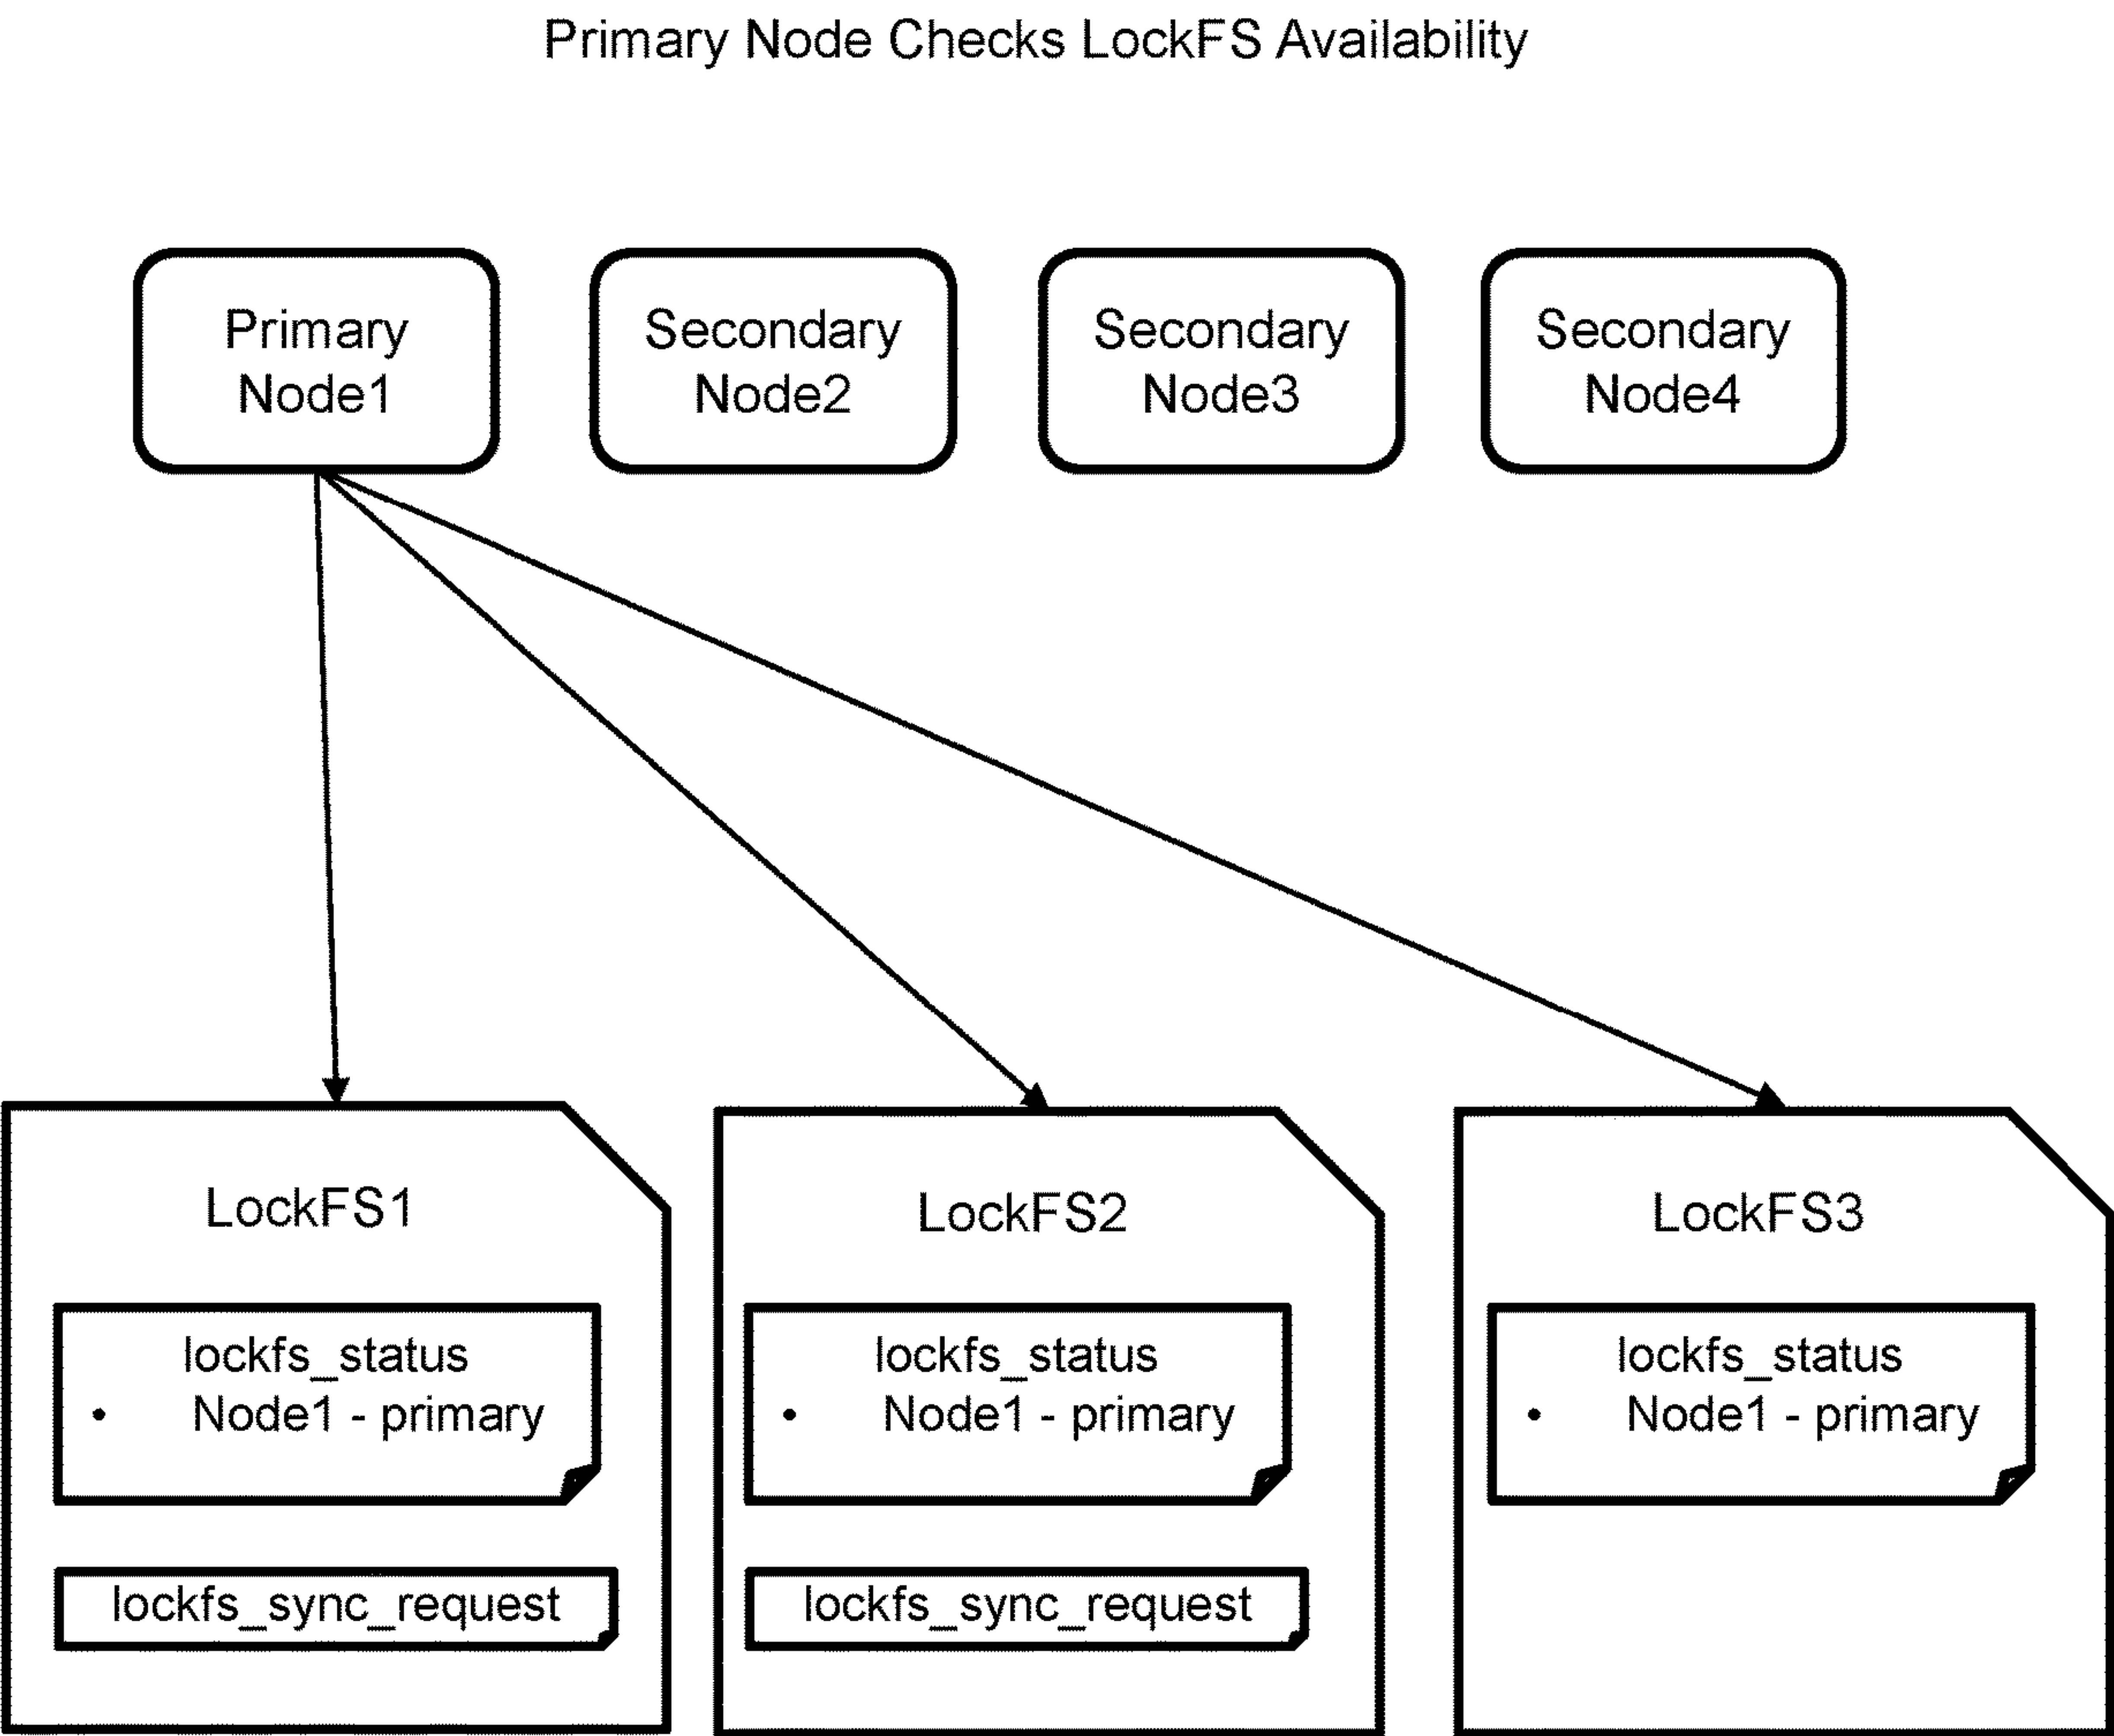 Primary Node Checks LockFS Availability
Primary
Node1
Secondary
Node2
Secondary
Node3
Secondary
Node4
LockFS1
lockfs_status
• Node1 - primary
lockfs_sync_request
LockFS2
lockfs_status
• Node1 - primary
lockfs_sync_request
LockFS3
lockfs_status
• Node1 - primary